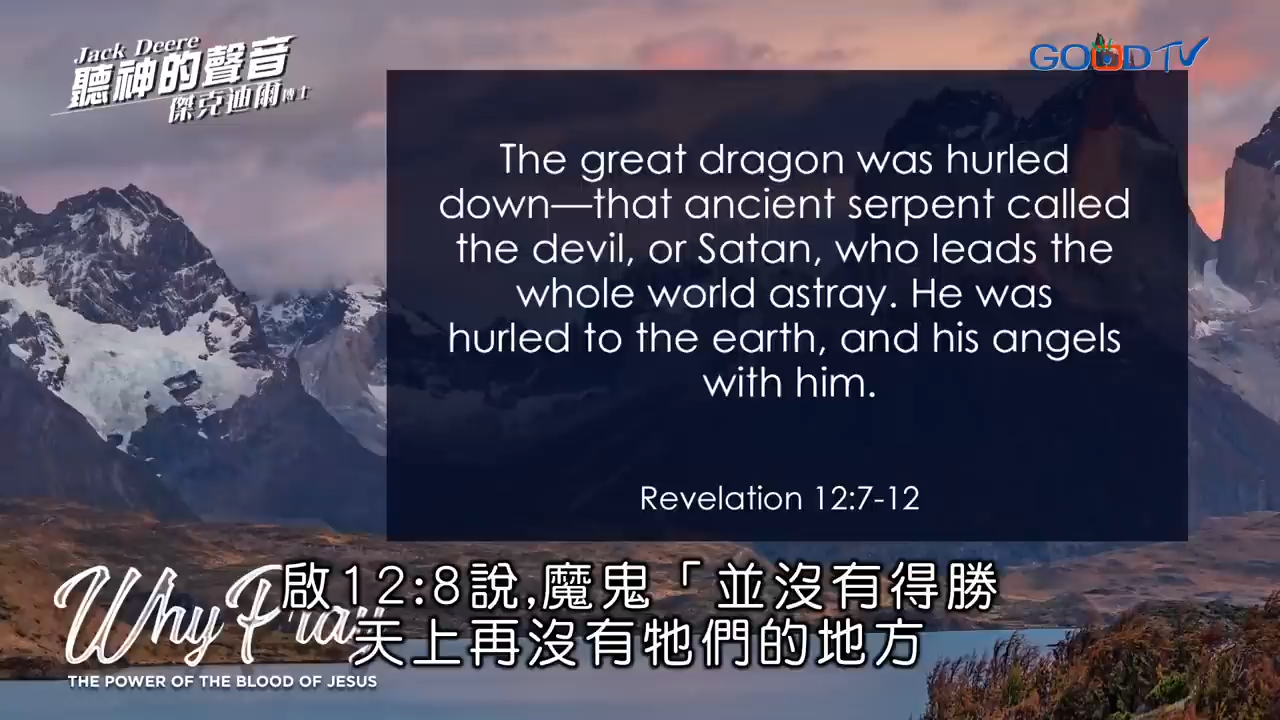 Jack Deere
聽神的聲音
傑克迪爾博士
GOODTV
The great dragon was hurled
down—that ancient serpent called
the devil, or Satan, who leads the
whole world astray. He was
hurled to the earth, and his angels
with him.
Revelation 12:7-12
Why Pray
THE POWER OF THE BLOOD OF JESUS
啟12:8說,魔鬼「並沒有得勝
天上再沒有牠們的地方